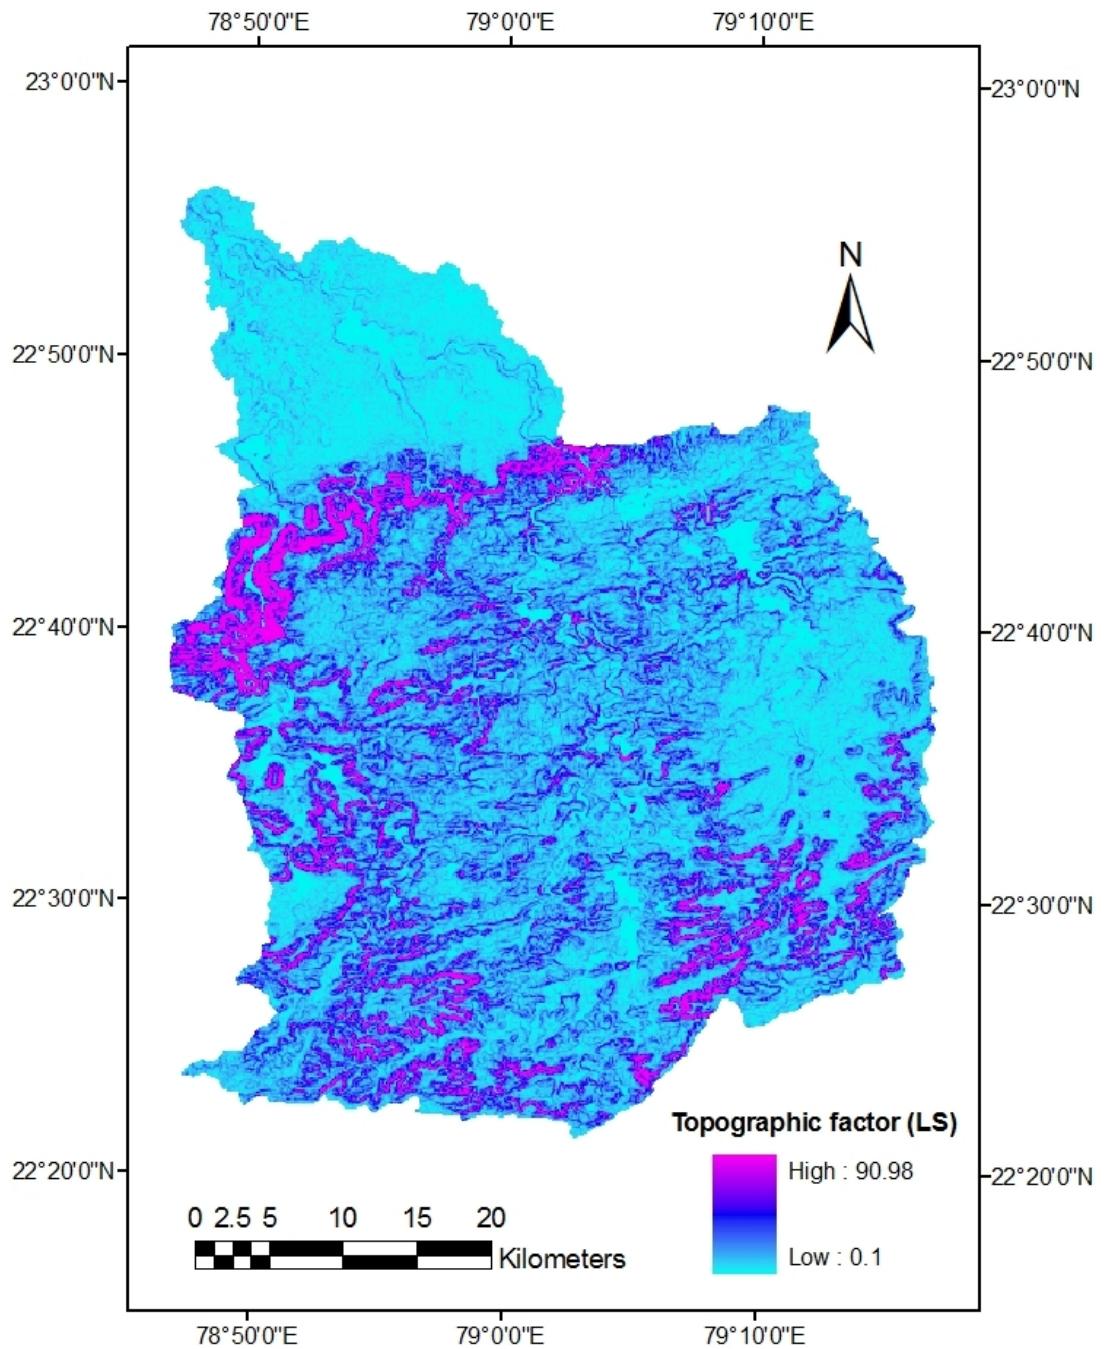 78°50'0"E 79°0'0"E 79°10'0"E
23°0'0"N 23°0'0"N
N
22°50'0"N 22°50'0"N
22°40'0"N 22°40'0"N
22°30'0"N 22°30'0"N
Topographic factor (LS)
High : 90.98
22°20'0"N 22°20'0"N
0 2.5 5 10 15 20
Kilometers
Low : 0.1
78°50'0"E 79°0'0"E 79°10'0"E